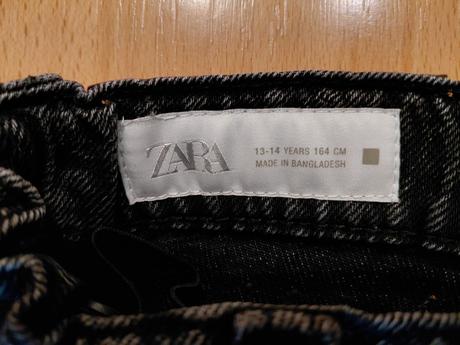 ZARA
13-14 YEARS 164 CM
MADE IN BANGLADESH